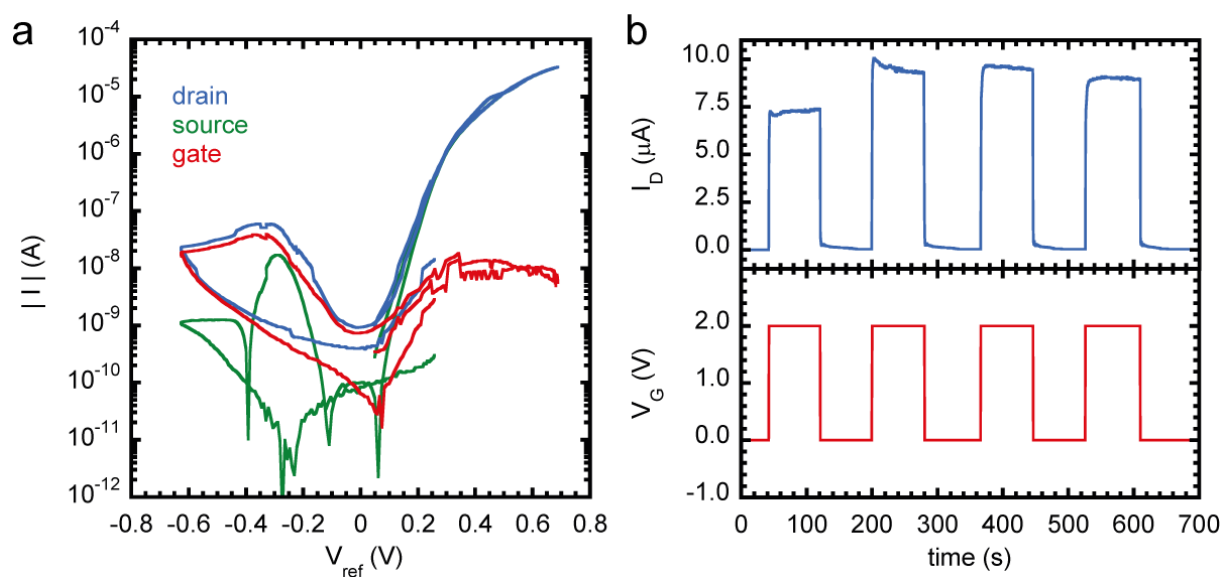 a
10-4
10-5
10-6
10-7
10-8
10-9
10-10
10-11
10-12
| I | (A)
drain
source
gate
-0.8 -0.6 -0.4 -0.2 0 0.2 0.4 0.6 0.8
Vref (V)
b
10.0
7.5
5.0
2.5
0.0
ID (µA)
2.0
1.0
0.0
-1.0
VG (V)
0 100 200 300 400 500 600 700
time (s)